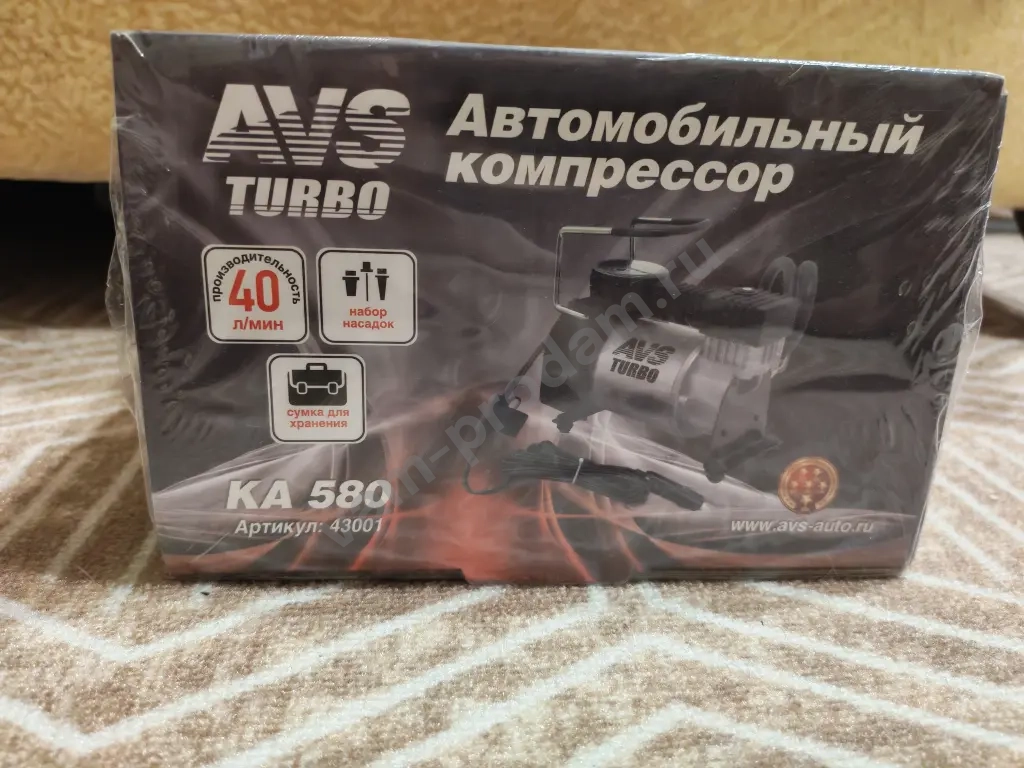 AVS
TURBO
Автомобильный
компрессор
производительность
40
л/мин
набор
насадок
сумка для
хранения
AVS
TURBO
KA 580
Артикул: 43001
www.avs-auto.ru